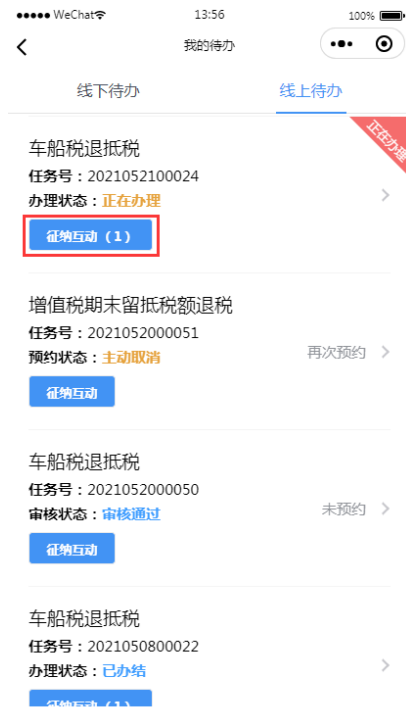 WeChat 13:56 100%
我的待办
线下待办 线上待办
正在办理
车船税退抵税
任务号：2021052100024
办理状态：正在办理
征纳互动（1）
增值税期末留抵税额退税
任务号：2021052000051
预约状态：主动取消
再次预约
征纳互动
车船税退抵税
任务号：2021052000050
审核状态：审核通过
未预约
征纳互动
车船税退抵税
任务号：2021050800022
办理状态：已办结
征纳互动（1）